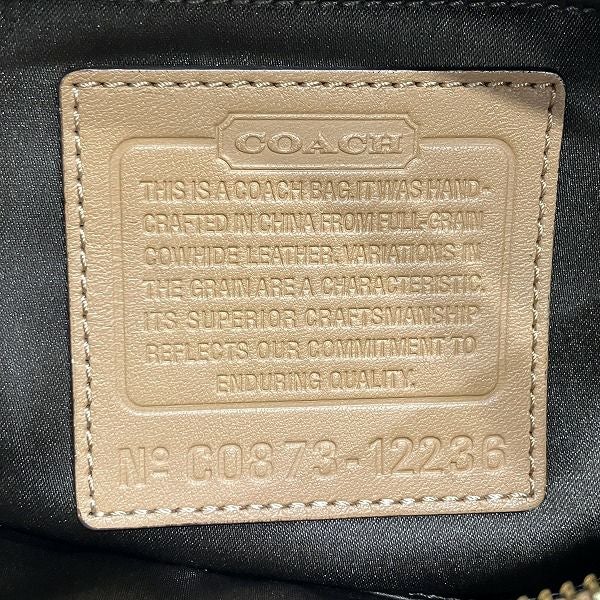 COACH
THIS IS A COACH BAG.IT WAS HAND-
CRAFTED IN CHINA FROM FULL-GRAIN
COWHIDE LEATHER. VARIATIONS IN
THE GRAIN ARE A CHARACTERISTIC.
ITS SUPERIOR CRAFTSMANSHIP
REFLECTS OUR COMMITMENT TO
ENDURING QUALITY.
Nº C0873-12236